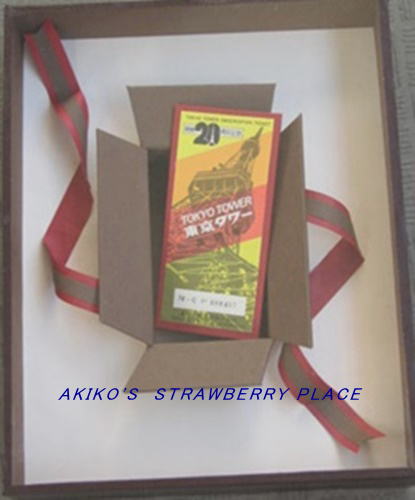 TOKYO TOWER OBSERVATION TICKET
20
TOKYO TOWER
東京タワー
AKIKO'S STRAWBERRY PLACE